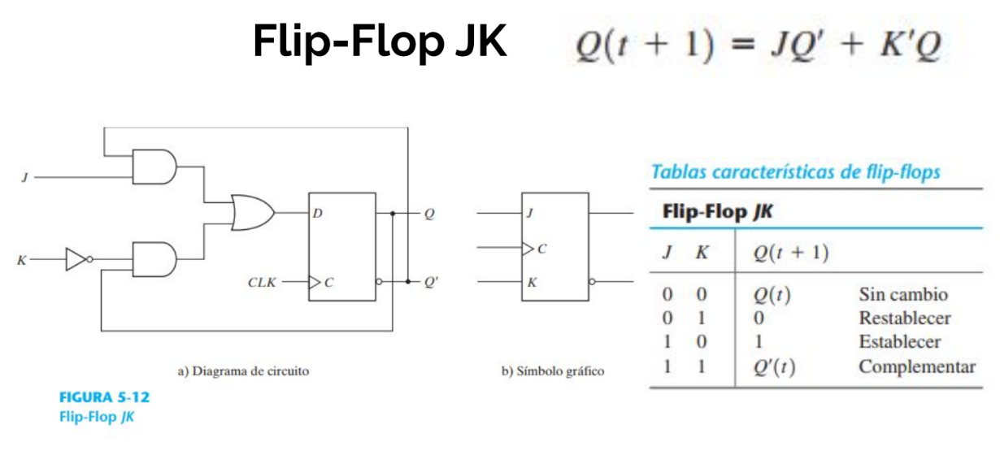 Flip-Flop JK
Q(t + 1) = JQ' + K'Q
J
K
D
CLK
C
Q
Q'
a) Diagrama de circuito
J
C
K
b) Símbolo gráfico
FIGURA 5-12
Flip-Flop JK
Tablas características de flip-flops
Flip-Flop JK
J K Q(t + 1)
0 0 Q(t) Sin cambio
0 1 0 Restablecer
1 0 1 Establecer
1 1 Q'(t) Complementar